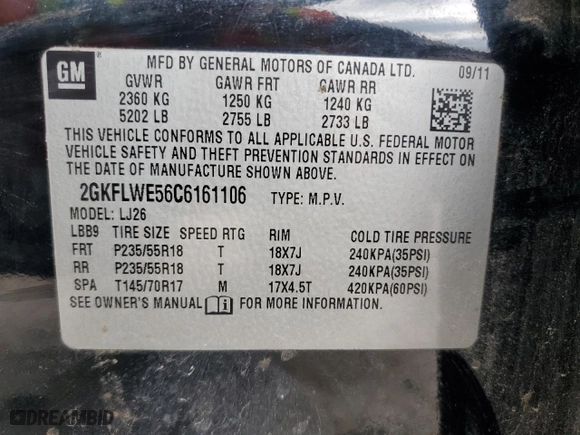 GM
®
MFD BY GENERAL MOTORS OF CANADA LTD. 09/11
GVWR GAWR FRT GAWR RR
2360 KG 1250 KG 1240 KG
5202 LB 2755 LB 2733 LB
THIS VEHICLE CONFORMS TO ALL APPLICABLE U.S. FEDERAL MOTOR
VEHICLE SAFETY AND THEFT PREVENTION STANDARDS IN EFFECT ON
THE DATE OF MANUFACTURE SHOWN ABOVE.
2GKFLWE56C6161106 TYPE: M.P.V.
MODEL: LJ26
LBB9 TIRE SIZE SPEED RTG RIM COLD TIRE PRESSURE
FRT P235/55R18 T 18X7J 240KPA(35PSI)
RR P235/55R18 T 18X7J 240KPA(35PSI)
SPA T145/70R17 M 17X4.5T 420KPA(60PSI)
SEE OWNER'S MANUAL FOR MORE INFORMATION.
DREAMBID